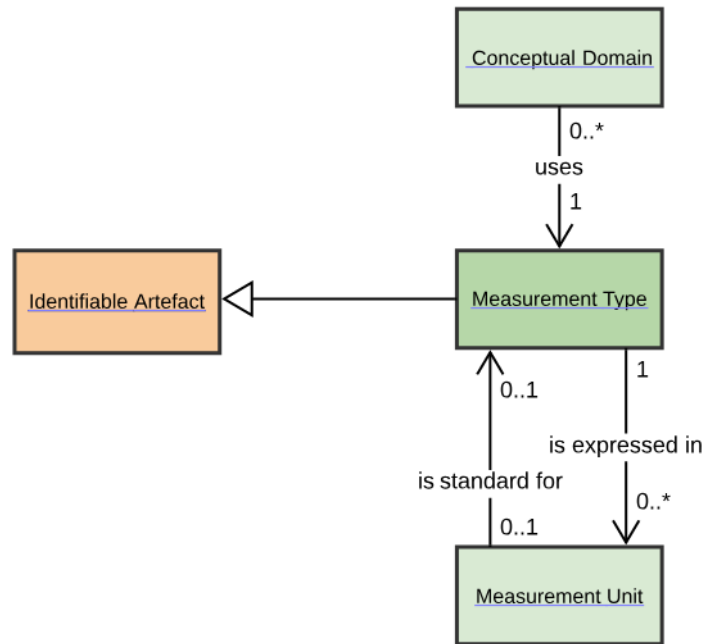 Conceptual Domain
0..*
uses
1
Identifiable Artefact
Measurement Type
0..1
1
is expressed in
is standard for
0..*
0..1
Measurement Unit